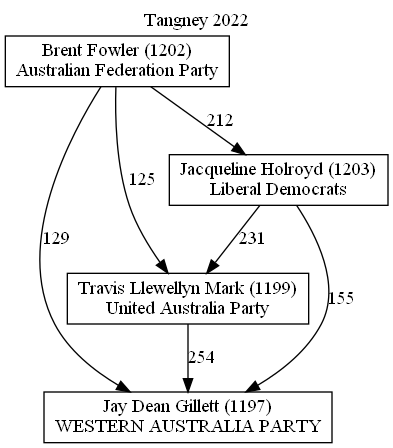 Tangney 2022
Brent Fowler (1202)
Australian Federation Party
212
Jacqueline Holroyd (1203)
Liberal Democrats
125
129
231
Travis Llewellyn Mark (1199)
United Australia Party
155
254
Jay Dean Gillett (1197)
WESTERN AUSTRALIA PARTY